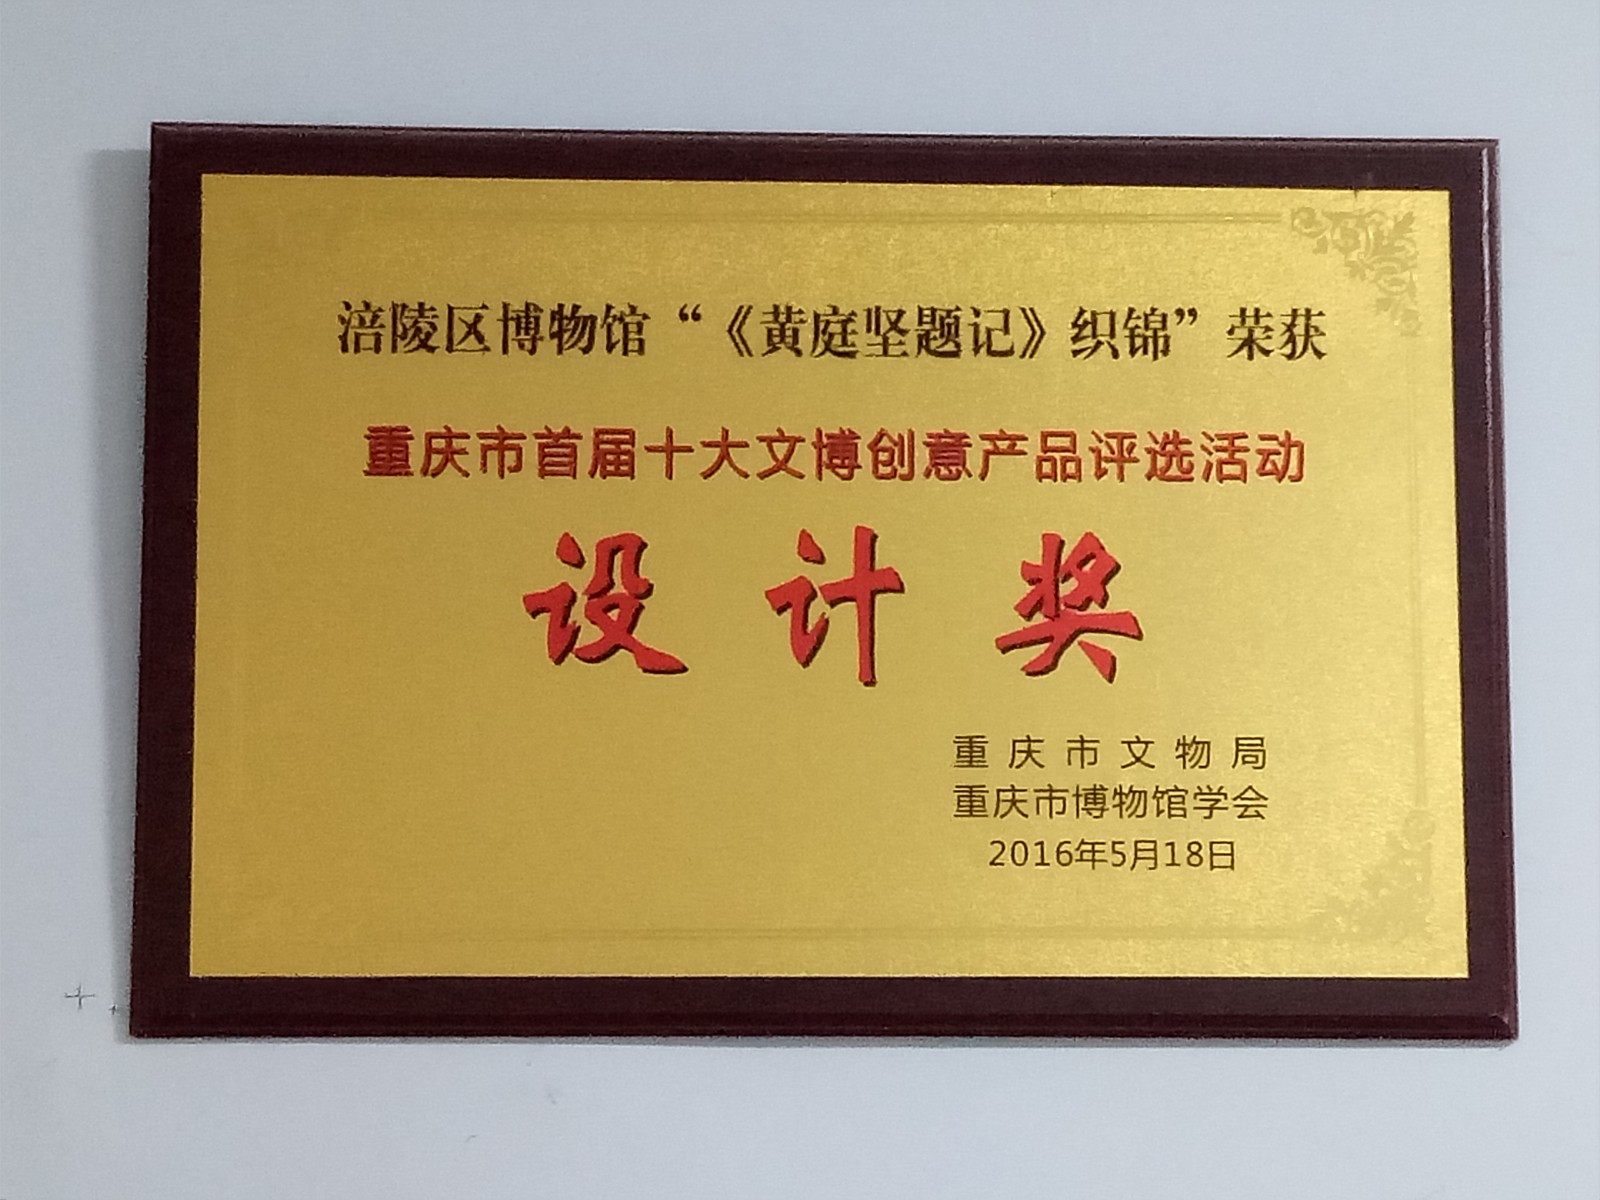 涪陵区博物馆“《黄庭坚题记》织锦”荣获
重庆市首届十大文博创意产品评选活动
设计奖
重庆市文物局
重庆市博物馆学会
2016年5月18日